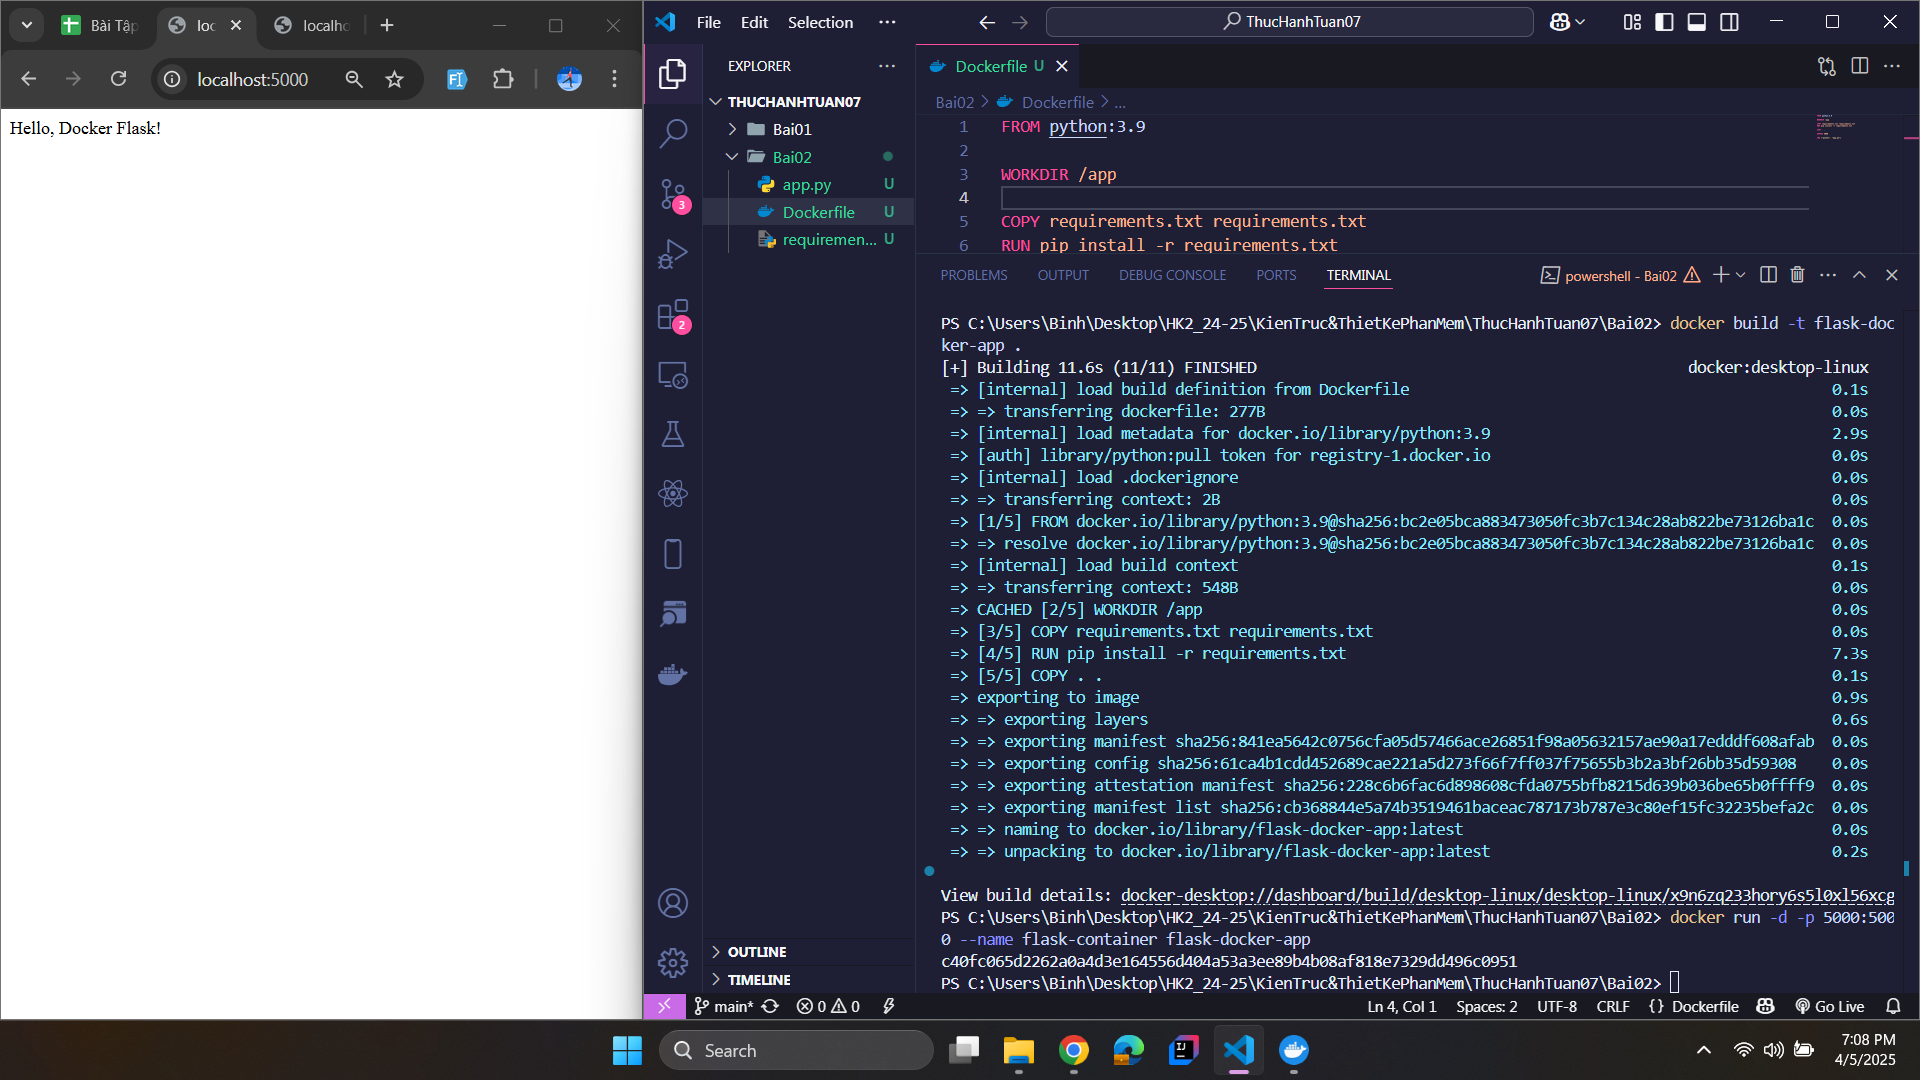 Bài Tập
loc
localho
localhost:5000
Hello, Docker Flask!
File Edit Selection
ThucHanhTuan07
EXPLORER
THUCHANHTUAN07
Bai01
Bai02
app.py U
Dockerfile U
requiremen... U
OUTLINE
TIMELINE
3
2
Dockerfile U
Bai02 > Dockerfile > ...
1 FROM python:3.9
2
3 WORKDIR /app
4
5 COPY requirements.txt requirements.txt
6 RUN pip install -r requirements.txt
PROBLEMS OUTPUT DEBUG CONSOLE PORTS TERMINAL
powershell - Bai02
PS C:\Users\Binh\Desktop\HK2_24-25\KienTruc&ThietKePhanMem\ThucHanhTuan07\Bai02> docker build -t flask-doc
ker-app .
[+] Building 11.6s (11/11) FINISHED docker:desktop-linux
=> [internal] load build definition from Dockerfile 0.1s
=> => transferring dockerfile: 277B 0.0s
=> [internal] load metadata for docker.io/library/python:3.9 2.9s
=> [auth] library/python:pull token for registry-1.docker.io 0.0s
=> [internal] load .dockerignore 0.0s
=> => transferring context: 2B 0.0s
=> [1/5] FROM docker.io/library/python:3.9@sha256:bc2e05bca883473050fc3b7c134c28ab822be73126ba1c 0.0s
=> => resolve docker.io/library/python:3.9@sha256:bc2e05bca883473050fc3b7c134c28ab822be73126ba1c 0.0s
=> [internal] load build context 0.1s
=> => transferring context: 548B 0.0s
=> CACHED [2/5] WORKDIR /app 0.0s
=> [3/5] COPY requirements.txt requirements.txt 0.0s
=> [4/5] RUN pip install -r requirements.txt 7.3s
=> [5/5] COPY . . 0.1s
=> exporting to image 0.9s
=> => exporting layers 0.6s
=> => exporting manifest sha256:841ea5642c0756cfa05d57466ace26851f98a05632157ae90a17edddf608afab 0.0s
=> => exporting config sha256:61ca4b1cdd452689cae221a5d273f66f7ff037f75655b3b2a3bf26bb35d59308 0.0s
=> => exporting attestation manifest sha256:228c6b6fac6d898608cfda0755bfb8215d639b036be65b0ffff9 0.0s
=> => exporting manifest list sha256:cb368844e5a74b3519461baceac787173b787e3c80ef15fc32235befa2c 0.0s
=> => naming to docker.io/library/flask-docker-app:latest 0.0s
=> => unpacking to docker.io/library/flask-docker-app:latest 0.2s
View build details: docker-desktop://dashboard/build/desktop-linux/desktop-linux/x9n6zq233hory6s5l0xl56xcg
PS C:\Users\Binh\Desktop\HK2_24-25\KienTruc&ThietKePhanMem\ThucHanhTuan07\Bai02> docker run -d -p 5000:500
0 --name flask-container flask-docker-app
c40fc065d2262a0a4d3e164556d404a53a3ee89b4b08af818e7329dd496c0951
PS C:\Users\Binh\Desktop\HK2_24-25\KienTruc&ThietKePhanMem\ThucHanhTuan07\Bai02>
main* 0 0 Ln 4, Col 1 Spaces: 2 UTF-8 CRLF {} Dockerfile Go Live
Search
7:08 PM
4/5/2025